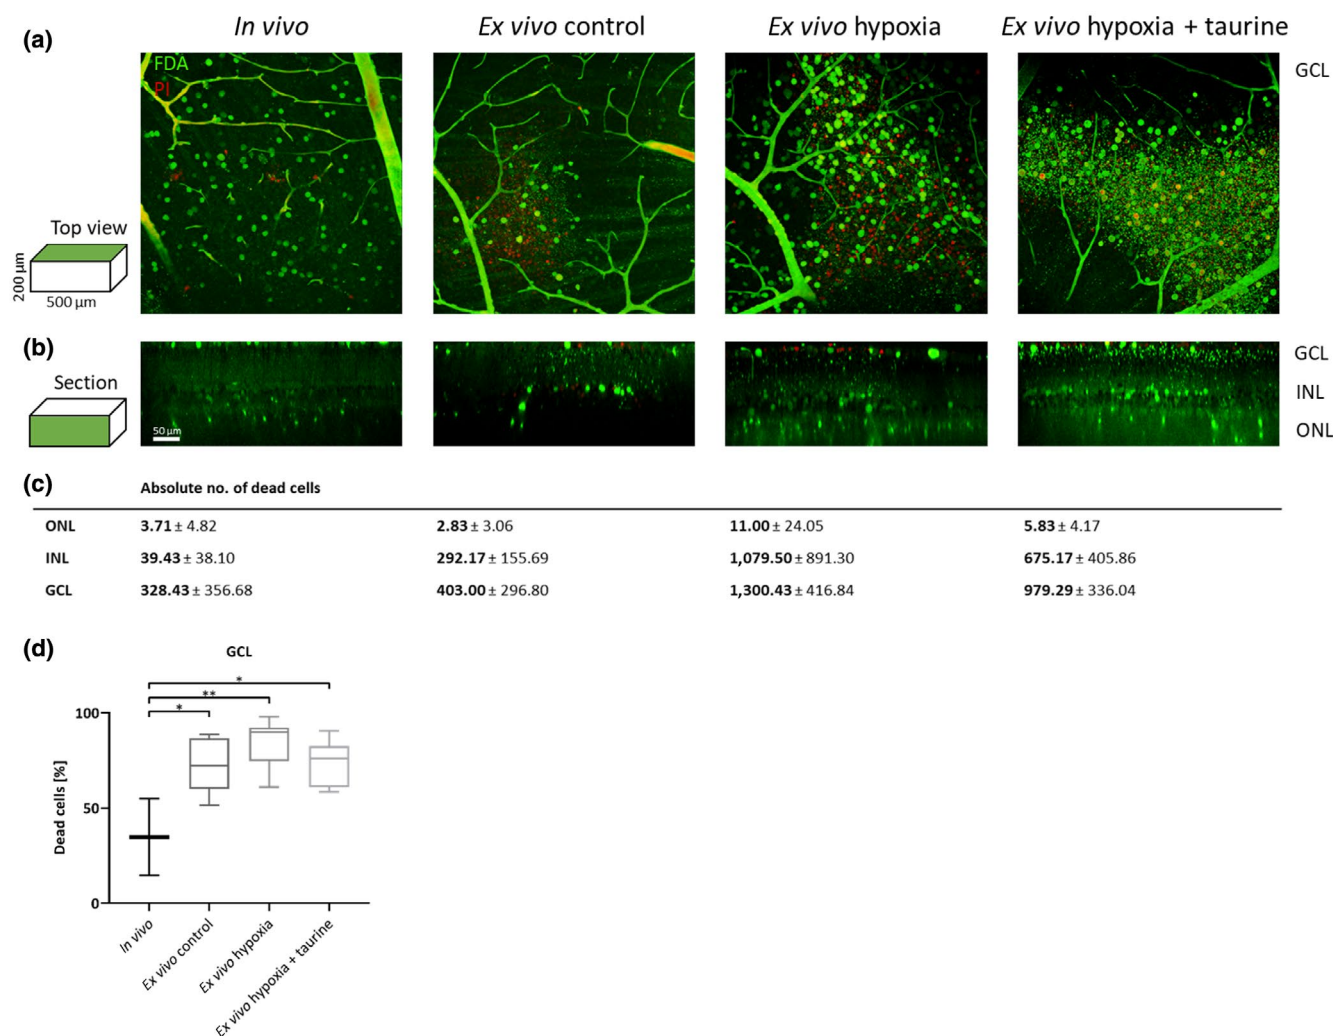 (a)
In vivo
Ex vivo control
Ex vivo hypoxia
Ex vivo hypoxia + taurine
FDA
PI
GCL
Top view
200 µm
500 µm
(b)
Section
50 µm
GCL
INL
ONL
(c)
Absolute no. of dead cells
ONL 3.71 ± 4.82 2.83 ± 3.06 11.00 ± 24.05 5.83 ± 4.17
INL 39.43 ± 38.10 292.17 ± 155.69 1,079.50 ± 891.30 675.17 ± 405.86
GCL 328.43 ± 356.68 403.00 ± 296.80 1,300.43 ± 416.84 979.29 ± 336.04
(d)
GCL
*
**
*
100
50
0
Dead cells [%]
In vivo
Ex vivo control
Ex vivo hypoxia
Ex vivo hypoxia + taurine